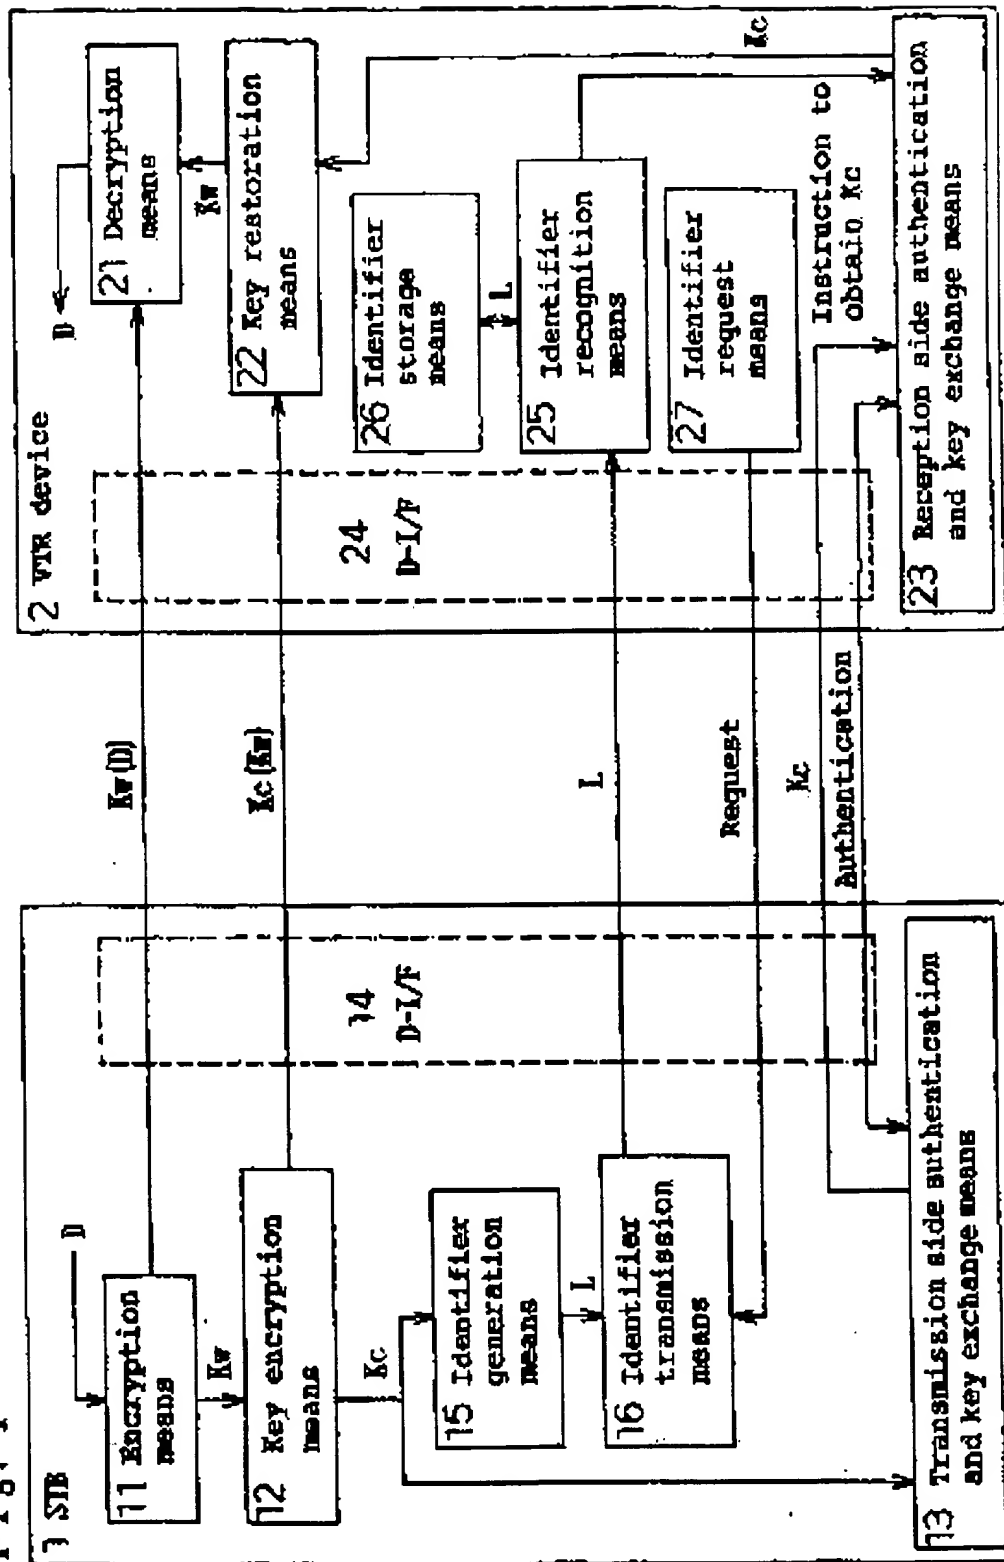 Fig. 1
1 STB
D
11 Encryption
means
Kw
12 Key encryption
means
Kc
15 Identifier
generation
means
L
16 Identifier
transmission
means
13 Transmission side authentication
and key exchange means
14
D-I/F
Kw(D)
Kc(Kw)
L
Request
Kc
Authentication
2 VTR device
24
D-I/F
D
21 Decryption
means
Kw
22 Key restoration
means
26 Identifier
storage
means
L
25 Identifier
recognition
means
27 Identifier
request
means
Kc
Instruction to
obtain Kc
23 Reception side authentication
and key exchange means